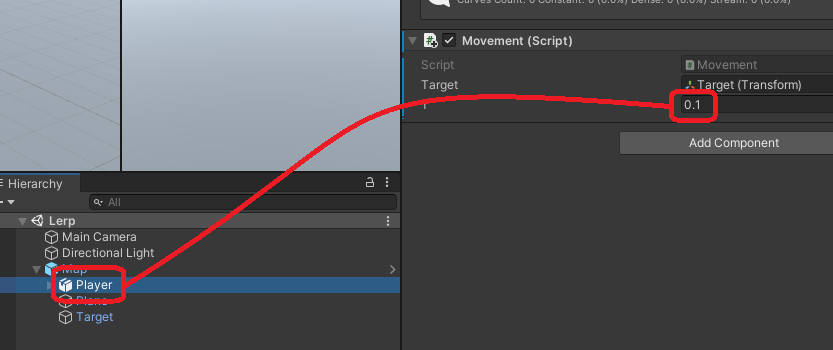 Curves Count: 0 Constant: 0 (0.0%) Dense: 0 (0.0%) Stream: 0 (0.0%)
Movement (Script)
Script
Movement
Target
Target (Transform)
T
0.1
Add Component
Hierarchy
All
Lerp
Main Camera
Directional Light
Map
Player
Plane
Target